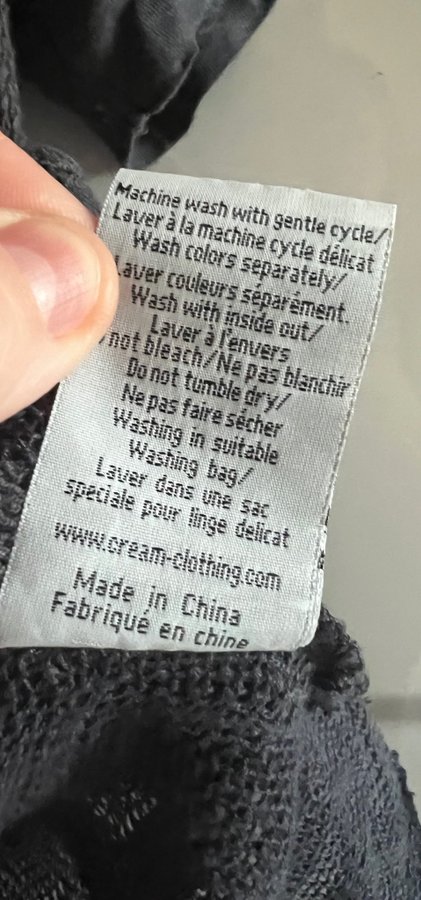 Machine wash with gentle cycle/
Laver à la machine cycle délicat
Wash colors separately/
Laver couleurs séparément.
Wash with inside out/
Laver à l'envers
not bleach/Ne pas blanchir
Do not tumble dry/
Ne pas faire sécher
Washing in suitable
Washing bag/
Laver dans une sac
spéciale pour linge délicat
www.cream-clothing.com
Made in China
Fabriqué en chine